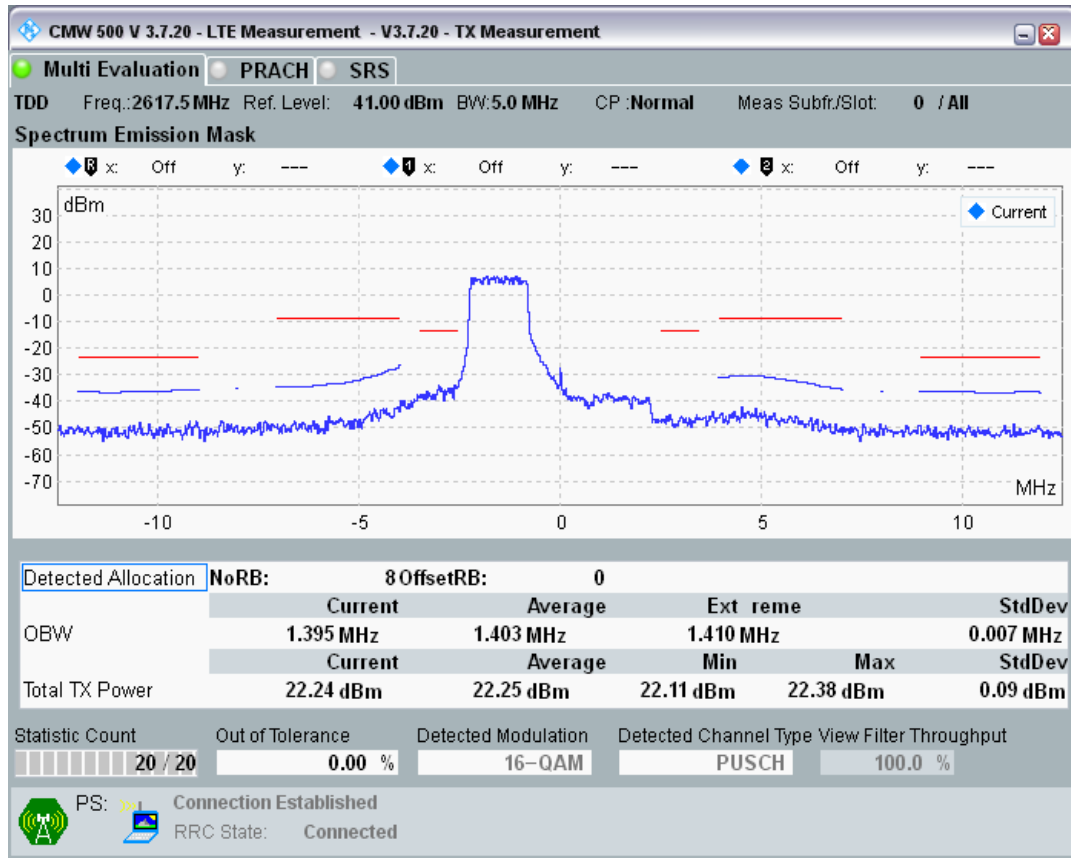 CMW 500 V 3.7.20 - LTE Measurement - V3.7.20 - TX Measurement
Multi Evaluation PRACH SRS
TDD Freq.:2617.5 MHz Ref. Level: 41.00 dBm BW:5.0 MHz CP :Normal Meas Subfr./Slot: 0 / All
Spectrum Emission Mask
R x: Off y: --- 1 x: Off y: --- 2 x: Off y: ---
dBm
Current
30
20
10
0
-10
-20
-30
-40
-50
-60
-70
MHz
-10 -5 0 5 10
Detected Allocation NoRB: 8 OffsetRB: 0
Current Average Ext reme StdDev
OBW 1.395 MHz 1.403 MHz 1.410 MHz 0.007 MHz
Current Average Min Max StdDev
Total TX Power 22.24 dBm 22.25 dBm 22.11 dBm 22.38 dBm 0.09 dBm
Statistic Count Out of Tolerance Detected Modulation Detected Channel Type View Filter Throughput
20 / 20 0.00 % 16-QAM PUSCH 100.0 %
PS: Connection Established
RRC State: Connected